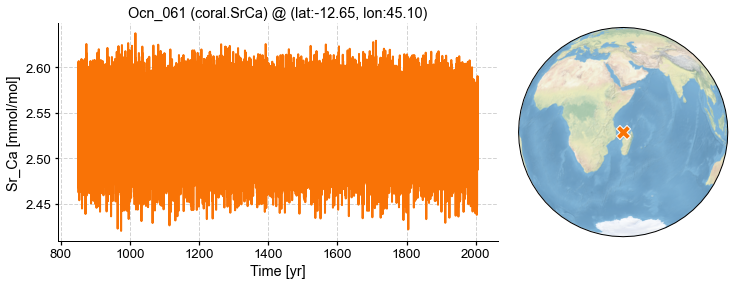 Ocn_061 (coral.SrCa) @ (lat:-12.65, lon:45.10)
Sr_Ca [mmol/mol]
2.60
2.55
2.50
2.45
800 1000 1200 1400 1600 1800 2000
Time [yr]